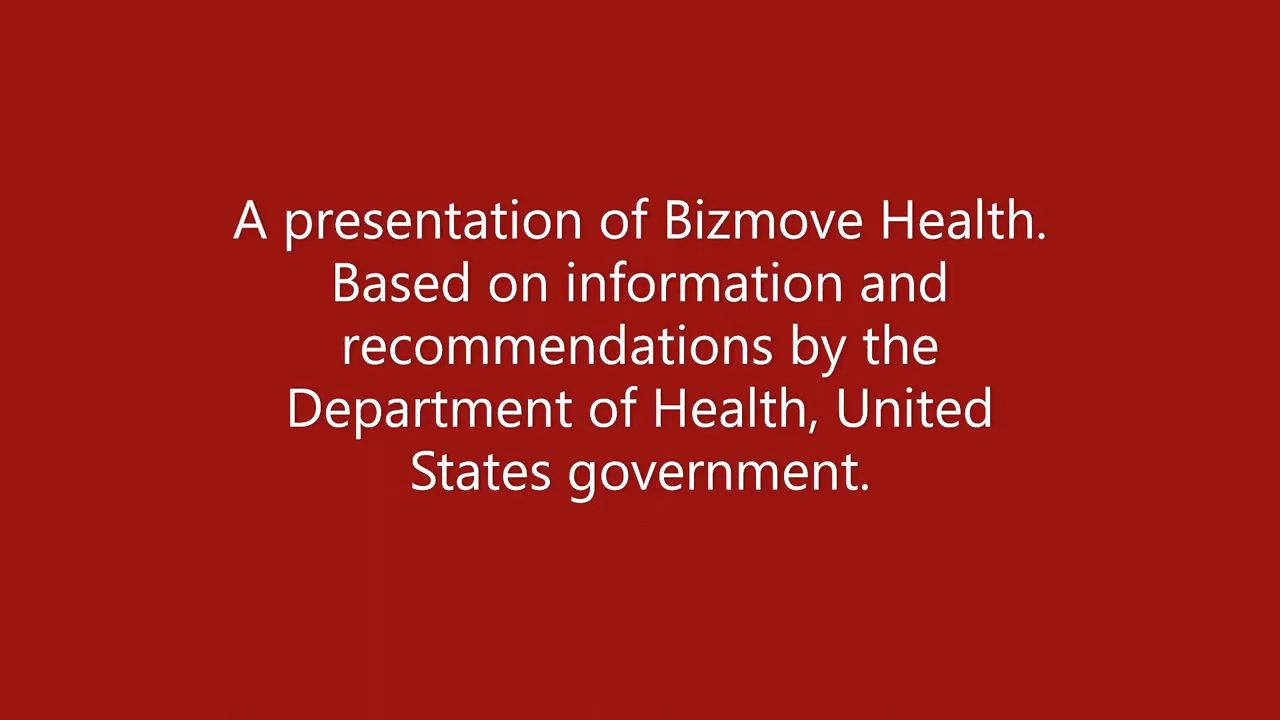 A presentation of Bizmove Health.
Based on information and
recommendations by the
Department of Health, United
States government.